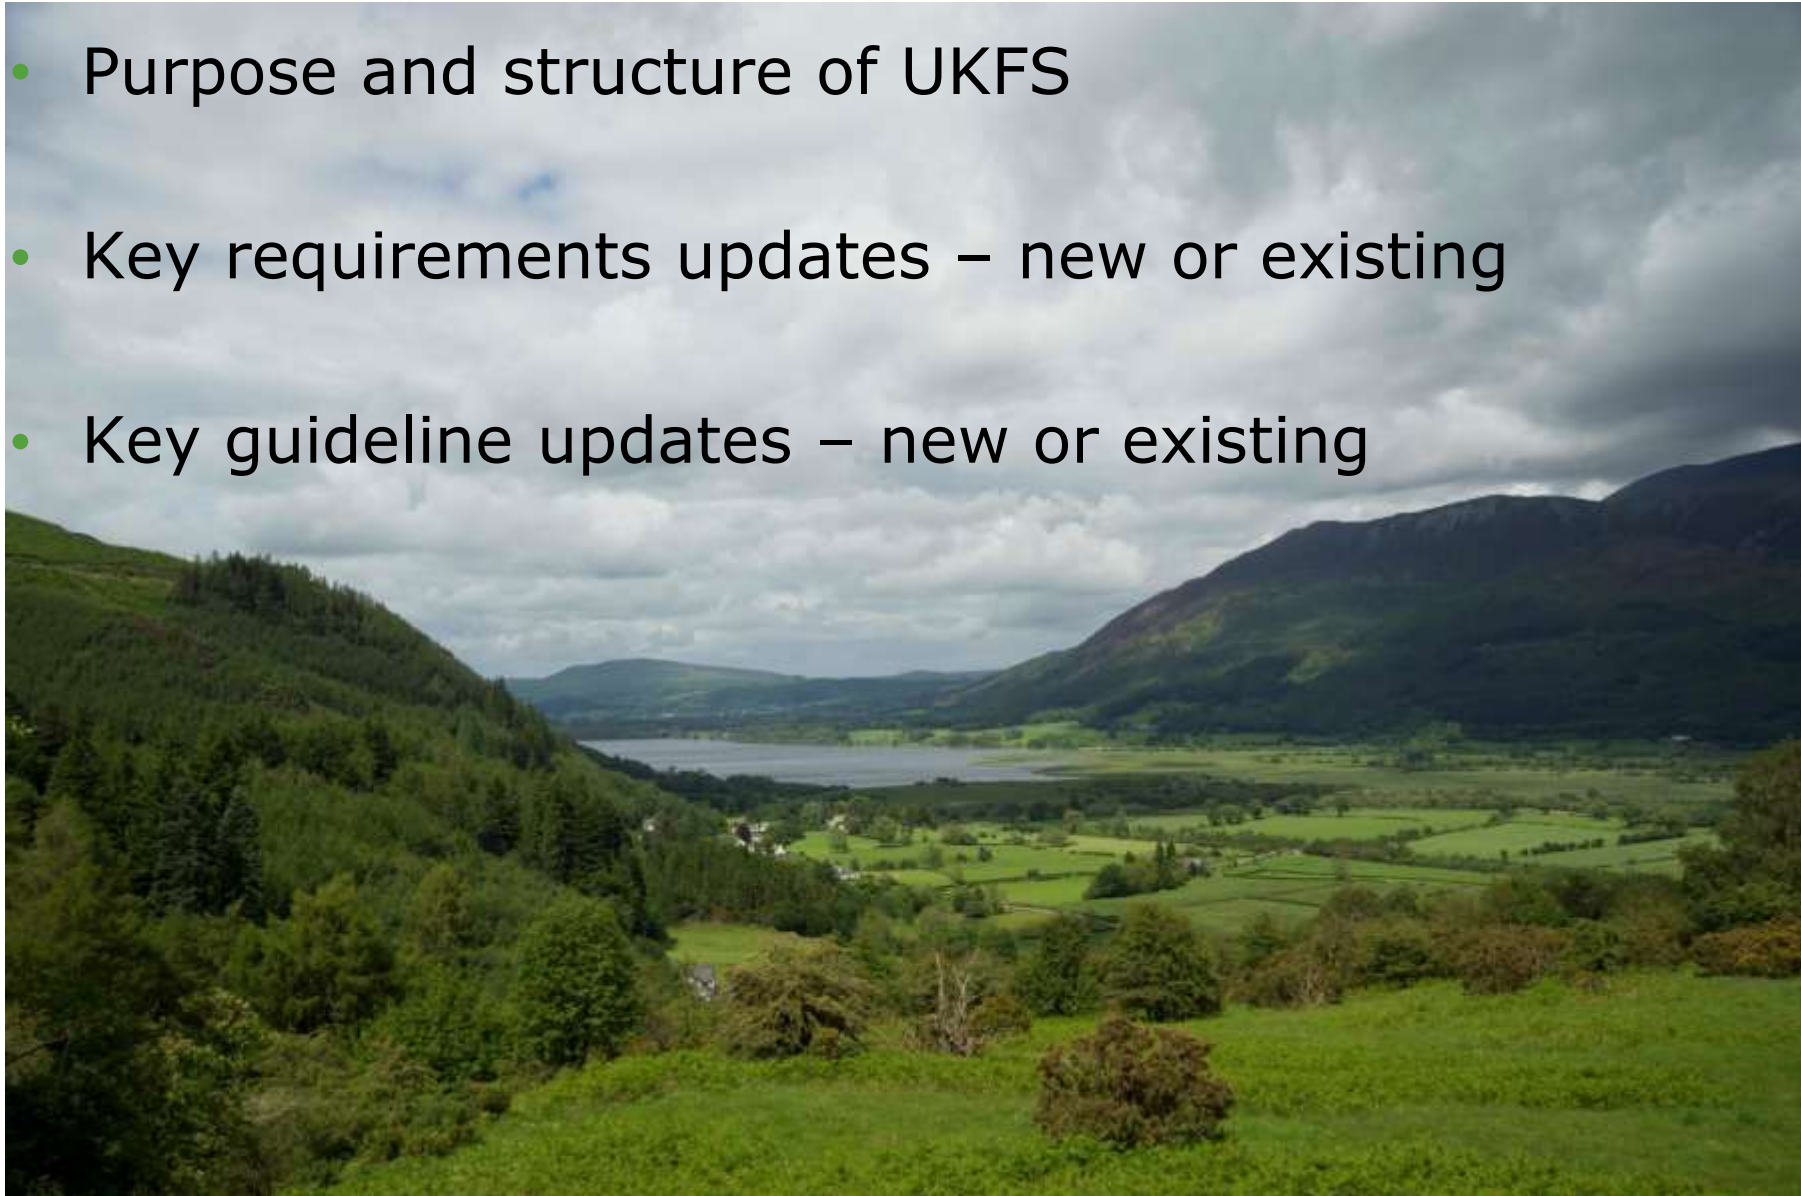 • Purpose and structure of UKFS
• Key requirements updates – new or existing
• Key guideline updates – new or existing